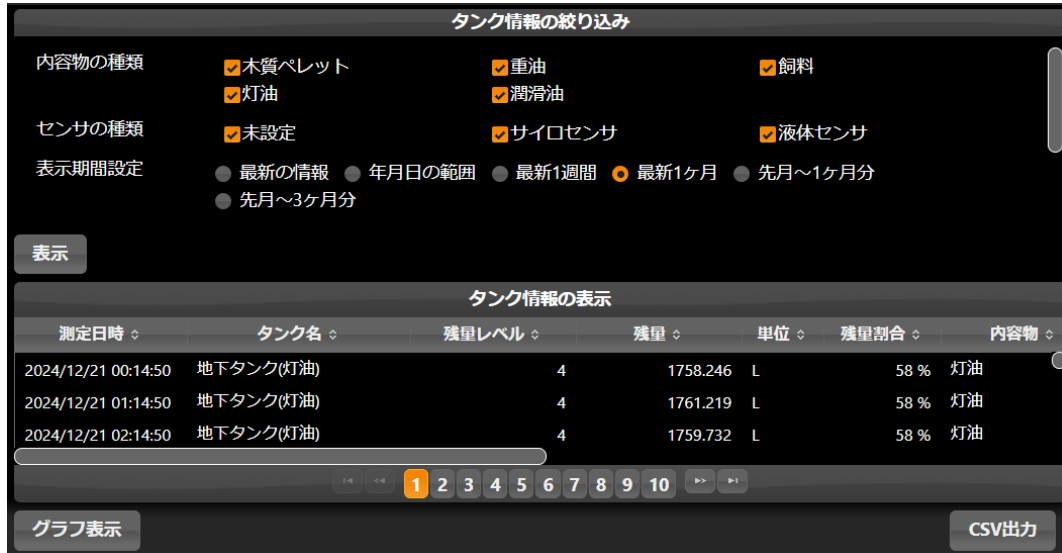 タンク情報の絞り込み
内容物の種類 木質ペレット 重油 飼料
灯油 潤滑油
センサの種類 未設定 サイロセンサ 液体センサ
表示期間設定 最新の情報 年月日の範囲 最新1週間 最新1ヶ月 先月～1ヶ月分
先月～3ヶ月分
表示
タンク情報の表示
測定日時 タンク名 残量レベル 残量 単位 残量割合 内容物
2024/12/21 00:14:50 地下タンク(灯油) 4 1758.246 L 58 % 灯油
2024/12/21 01:14:50 地下タンク(灯油) 4 1761.219 L 58 % 灯油
2024/12/21 02:14:50 地下タンク(灯油) 4 1759.732 L 58 % 灯油
1 2 3 4 5 6 7 8 9 10
グラフ表示 CSV出力